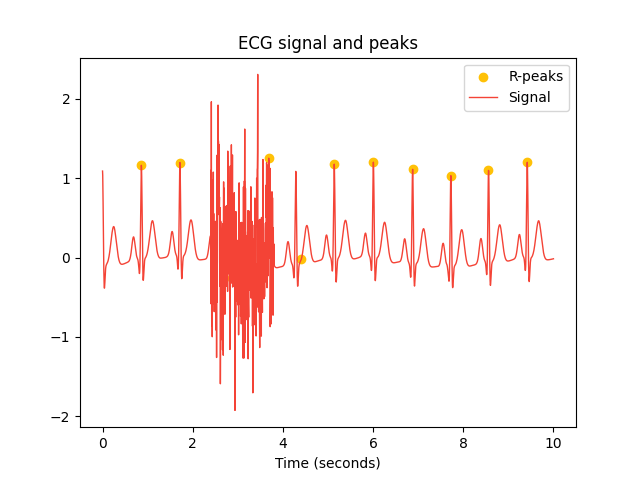 ECG signal and peaks
R-peaks
Signal
2
1
0
−1
−2
0 2 4 6 8 10
Time (seconds)